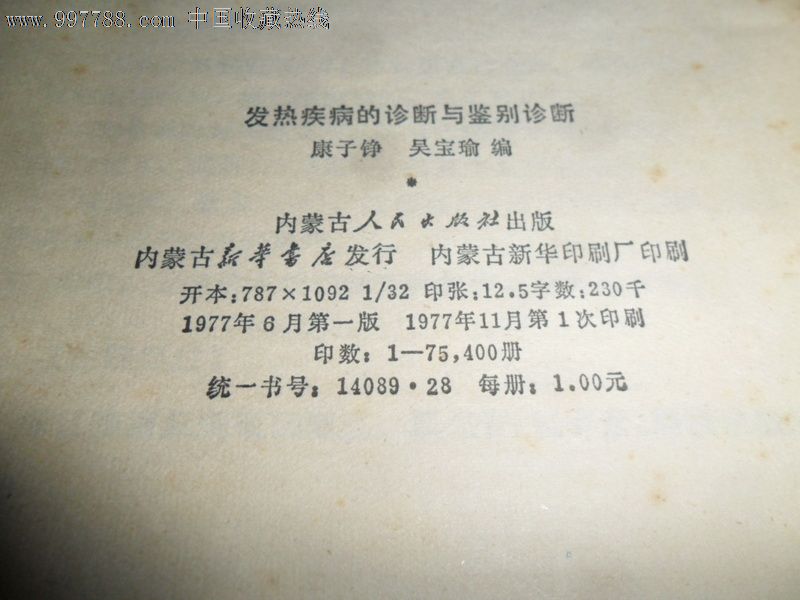 www.997788.com 中国收藏热线
发热疾病的诊断与鉴别诊断
康子铮 吴宝瑜 编
*
内蒙古人民出版社出版
内蒙古新华书店发行 内蒙古新华印刷厂印刷
开本:787×1092 1/32 印张:12.5字数:230千
1977年6月第一版 1977年11月第1次印刷
印数:1—75,400册
统一书号:14089·28 每册:1.00元